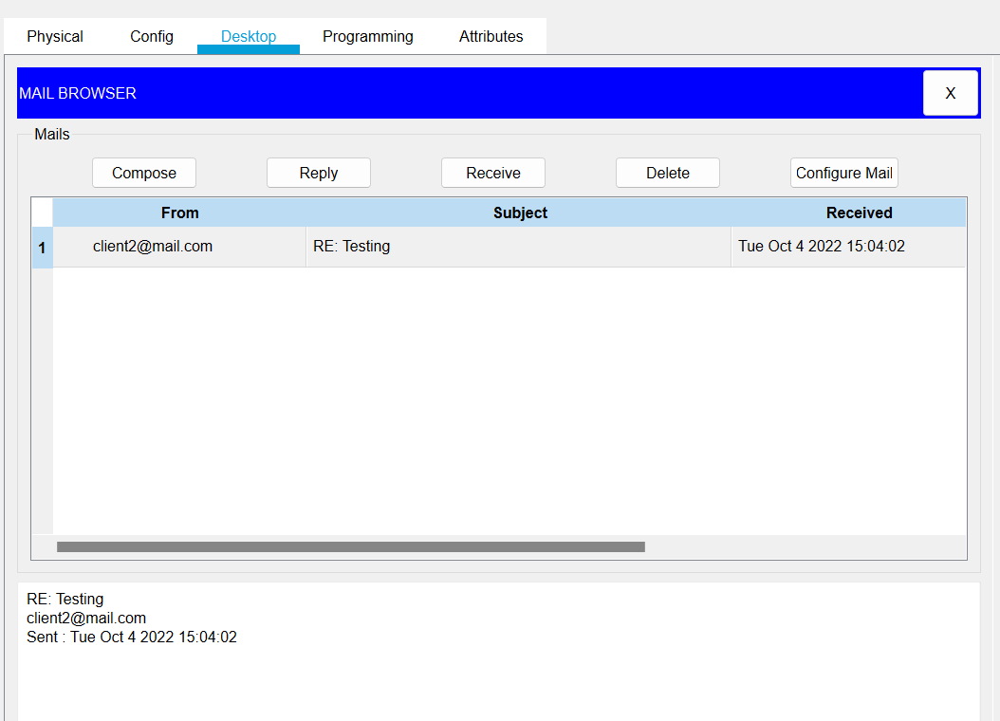 Physical Config Desktop Programming Attributes
MAIL BROWSER X
Mails
Compose Reply Receive Delete Configure Mail
From Subject Received
1 client2@mail.com RE: Testing Tue Oct 4 2022 15:04:02
RE: Testing
client2@mail.com
Sent : Tue Oct 4 2022 15:04:02